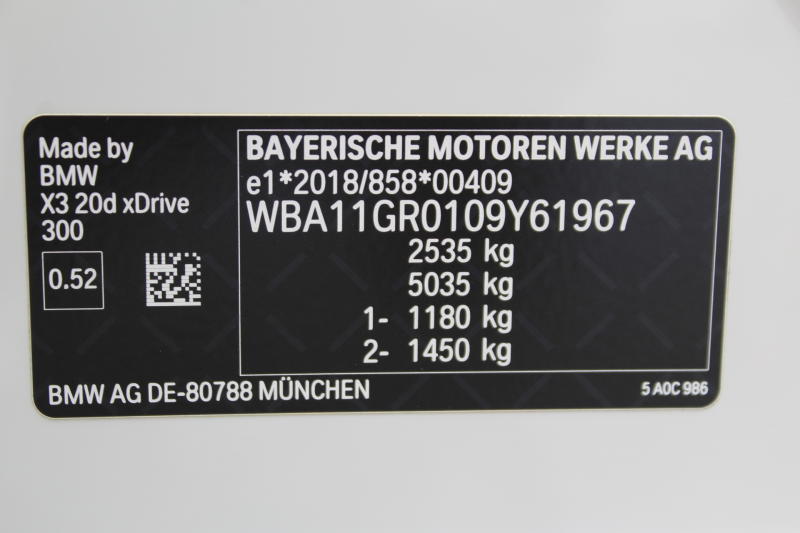 Made by
BMW
X3 20d xDrive
300
0.52
BAYERISCHE MOTOREN WERKE AG
e1*2018/858*00409
WBA11GR0109Y61967
2535 kg
5035 kg
1- 1180 kg
2- 1450 kg
BMW AG DE-80788 MÜNCHEN
5 A0C 986